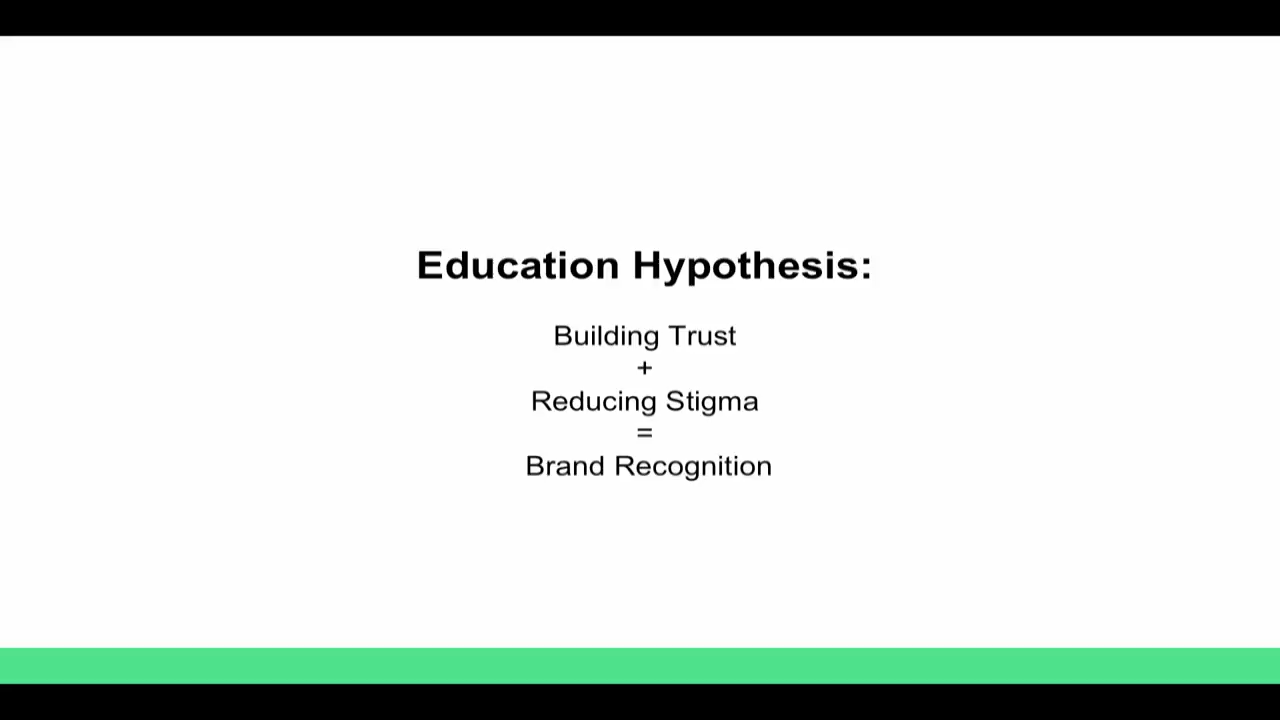 Education Hypothesis:
Building Trust
+
Reducing Stigma
=
Brand Recognition